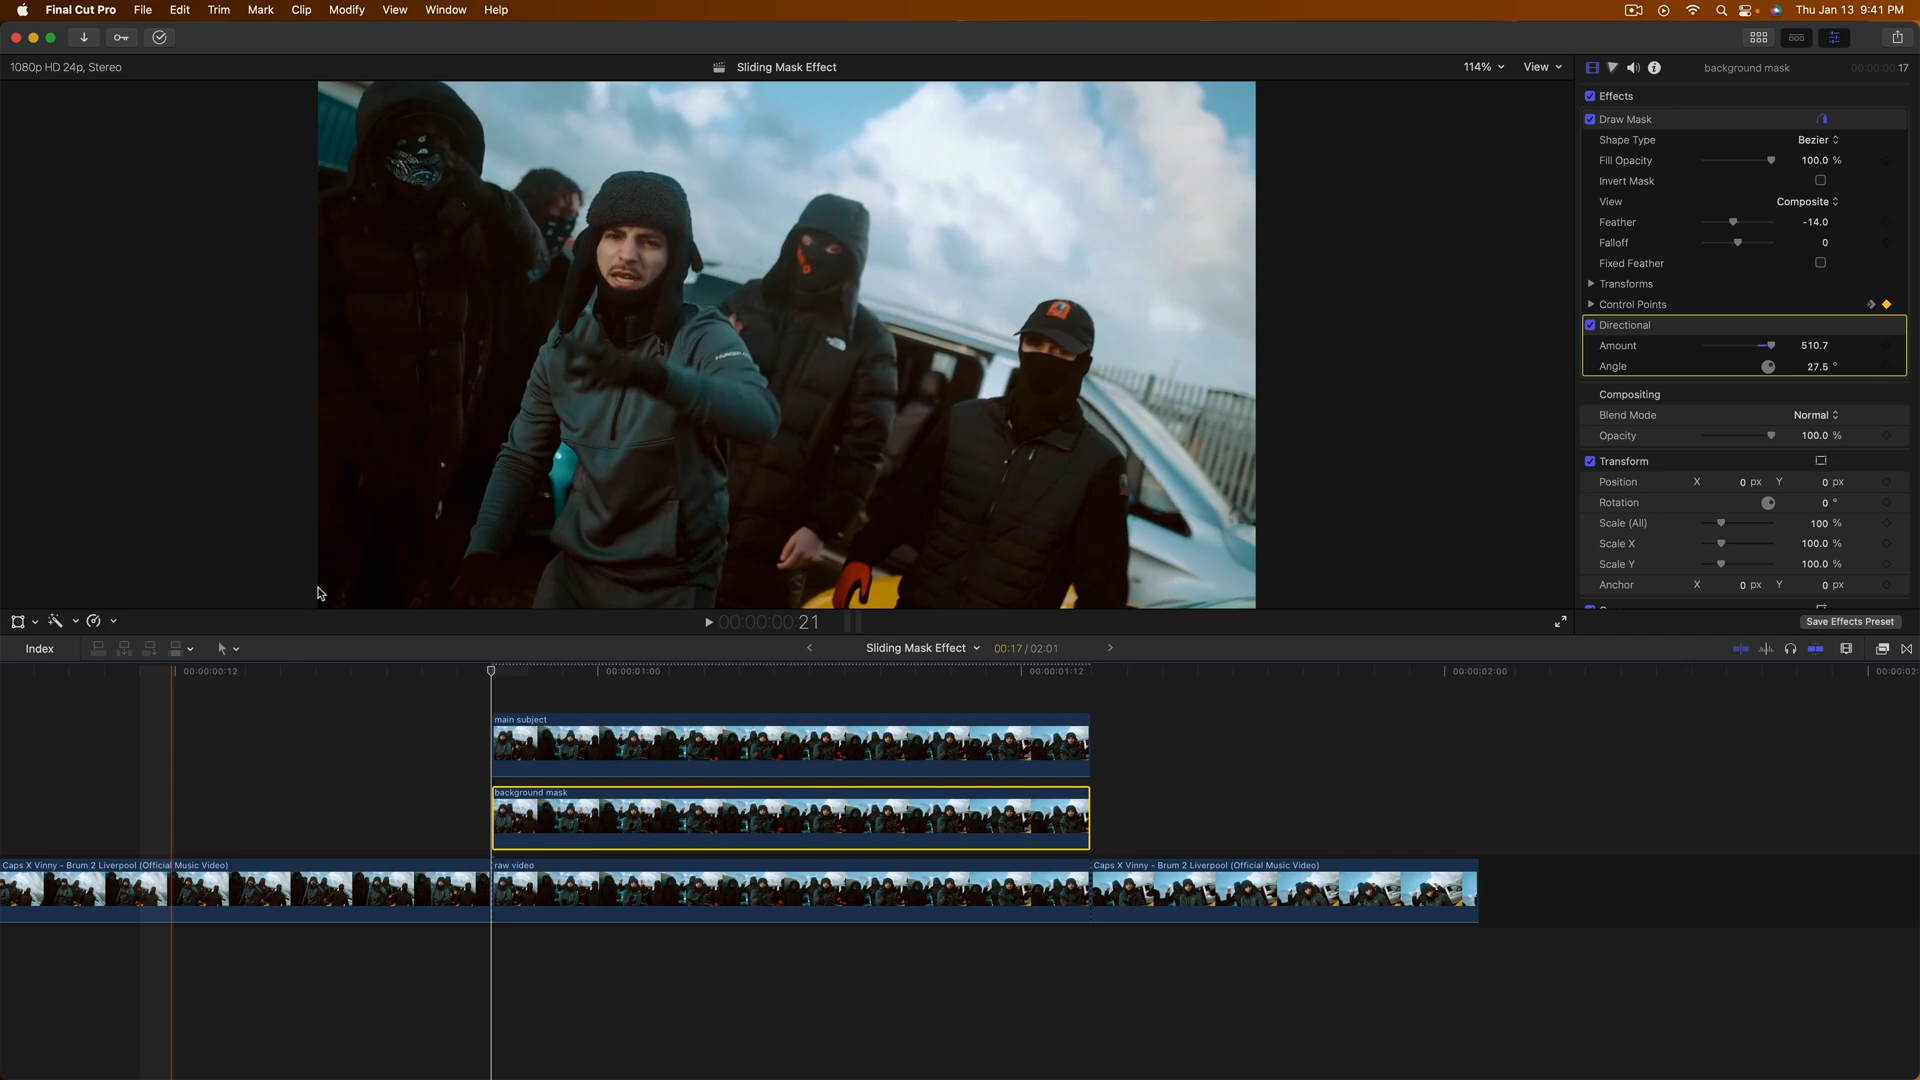 Final Cut Pro File Edit Trim Mark Clip Modify View Window Help Thu Jan 13 9:41 PM
1080p HD 24p, Stereo Sliding Mask Effect 114% View background mask 00:00:00:17
Effects
Draw Mask
Shape Type Bezier
Fill Opacity 100.0 %
Invert Mask
View Composite
Feather -14.0
Falloff 0
Fixed Feather
Transforms
Control Points
Directional
Amount 510.7
Angle 27.5 °
Compositing
Blend Mode Normal
Opacity 100.0 %
Transform
Position X 0 px Y 0 px
Rotation 0 °
Scale (All) 100 %
Scale X 100.0 %
Scale Y 100.0 %
Anchor X 0 px Y 0 px
00:00:00:21 Save Effects Preset
Index Sliding Mask Effect 00:17 / 02:01
00:00:00:12 00:00:01:00 00:00:01:12 00:00:02:00 00:00:02:
main subject
background mask
Caps X Vinny - Brum 2 Liverpool (Official Music Video) raw video Caps X Vinny - Brum 2 Liverpool (Official Music Video)